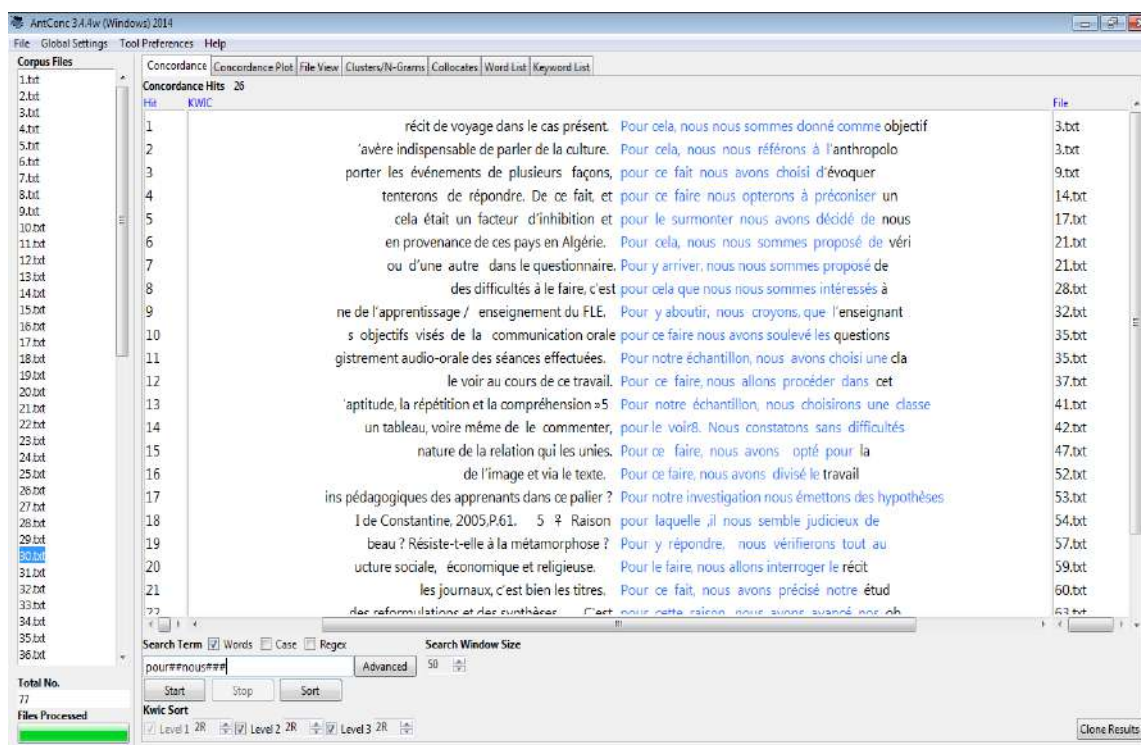 AntConc 3.4.4w (Windows) 2014
File Global Settings Tool Preferences Help
Corpus Files
1.txt
2.txt
3.txt
4.txt
5.txt
6.txt
7.txt
8.txt
9.txt
10.txt
11.txt
12.txt
13.txt
14.txt
15.txt
16.txt
17.txt
18.txt
19.txt
20.txt
21.txt
22.txt
23.txt
24.txt
25.txt
26.txt
27.txt
28.txt
29.txt
30.txt
31.txt
32.txt
33.txt
34.txt
35.txt
36.txt
Total No.
77
Files Processed
Concordance Concordance Plot File View Clusters/N-Grams Collocates Word List Keyword List
Concordance Hits 26
Hit KWIC File
1 récit de voyage dans le cas présent. Pour cela, nous nous sommes donné comme objectif 3.txt
2 'avère indispensable de parler de la culture. Pour cela, nous nous référons à l'anthropolo 3.txt
3 porter les événements de plusieurs façons, pour ce fait nous avons choisi d'évoquer 9.txt
4 tenterons de répondre. De ce fait, et pour ce faire nous opterons à préconiser un 14.txt
5 cela était un facteur d'inhibition et pour le surmonter nous avons décidé de nous 17.txt
6 en provenance de ces pays en Algérie. Pour cela, nous nous sommes proposé de véri 21.txt
7 ou d'une autre dans le questionnaire. Pour y arriver, nous nous sommes proposé de 21.txt
8 des difficultés à le faire, c'est pour cela que nous nous sommes intéressés à 28.txt
9 ne de l'apprentissage / enseignement du FLE. Pour y aboutir, nous croyons, que l'enseignant 32.txt
10 s objectifs visés de la communication orale pour ce faire nous avons soulevé les questions 35.txt
11 gistrement audio-orale des séances effectuées. Pour notre échantillon, nous avons choisi une cla 35.txt
12 le voir au cours de ce travail. Pour ce faire, nous allons procéder dans cet 37.txt
13 'aptitude, la répétition et la compréhension »5 Pour notre échantillon, nous choisirons une classe 41.txt
14 un tableau, voire même de le commenter, pour le voir8. Nous constatons sans difficultés 42.txt
15 nature de la relation qui les unies. Pour ce faire, nous avons opté pour la 47.txt
16 de l'image et via le texte. Pour ce faire, nous avons divisé le travail 52.txt
17 ins pédagogiques des apprenants dans ce palier ? Pour notre investigation nous émettons des hypothèses 53.txt
18 I de Constantine, 2005,P.61. 5 ♀ Raison pour laquelle ,il nous semble judicieux de 54.txt
19 beau ? Résiste-t-elle à la métamorphose ? Pour y répondre, nous vérifierons tout au 57.txt
20 ucture sociale, économique et religieuse. Pour le faire, nous allons interroger le récit 59.txt
21 les journaux, c'est bien les titres. Pour ce fait, nous avons précisé notre étud 60.txt
22 des reformulations et des synthèses. C'est pour cette raison, nous avons avancé nos ob 63.txt
Search Term Words Case Regex Search Window Size
pour##nous### Advanced 50
Start Stop Sort
Kwic Sort
Level 1 2R Level 2 2R Level 3 2R
Clone Results